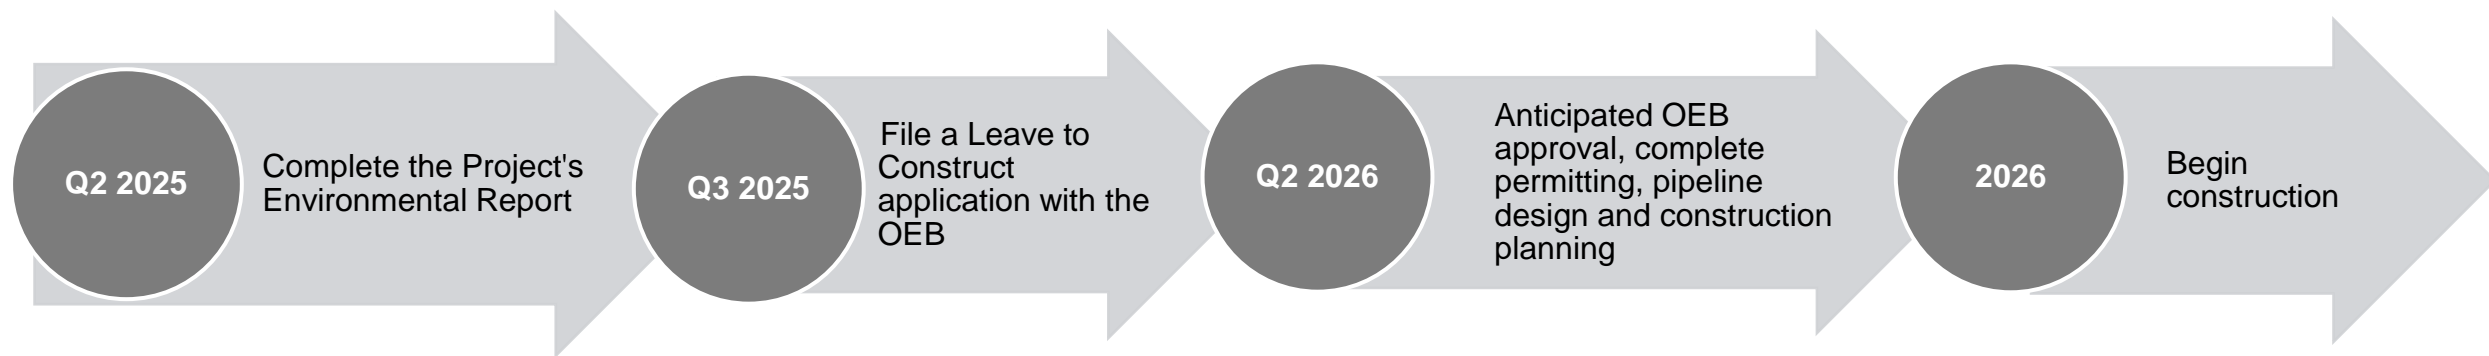 Q2 2025
Complete the Project's
Environmental Report
Q3 2025
File a Leave to
Construct
application with the
OEB
Q2 2026
Anticipated OEB
approval, complete
permitting, pipeline
design and construction
planning
2026
Begin
construction